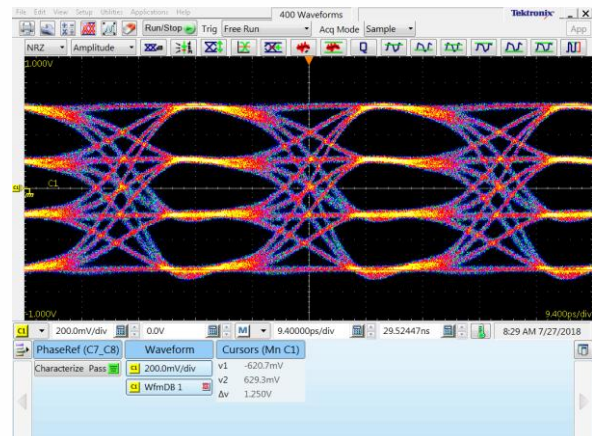 File Edit View Setup Utilities Applications Help
400 Waveforms
Tektronix
Run/Stop Trig Free Run Acq Mode Sample App
NRZ Amplitude
1.000V
C1
-1.000V
9.400ps/div
C1 200.0mV/div 0.0V M 9.40000ps/div 29.52447ns 8:29 AM 7/27/2018
PhaseRef (C7_C8) Waveform Cursors (Mn C1)
Characterize Pass C1 200.0mV/div v1 -620.7mV
C1 WfmDB 1 v2 629.3mV
Δv 1.250V